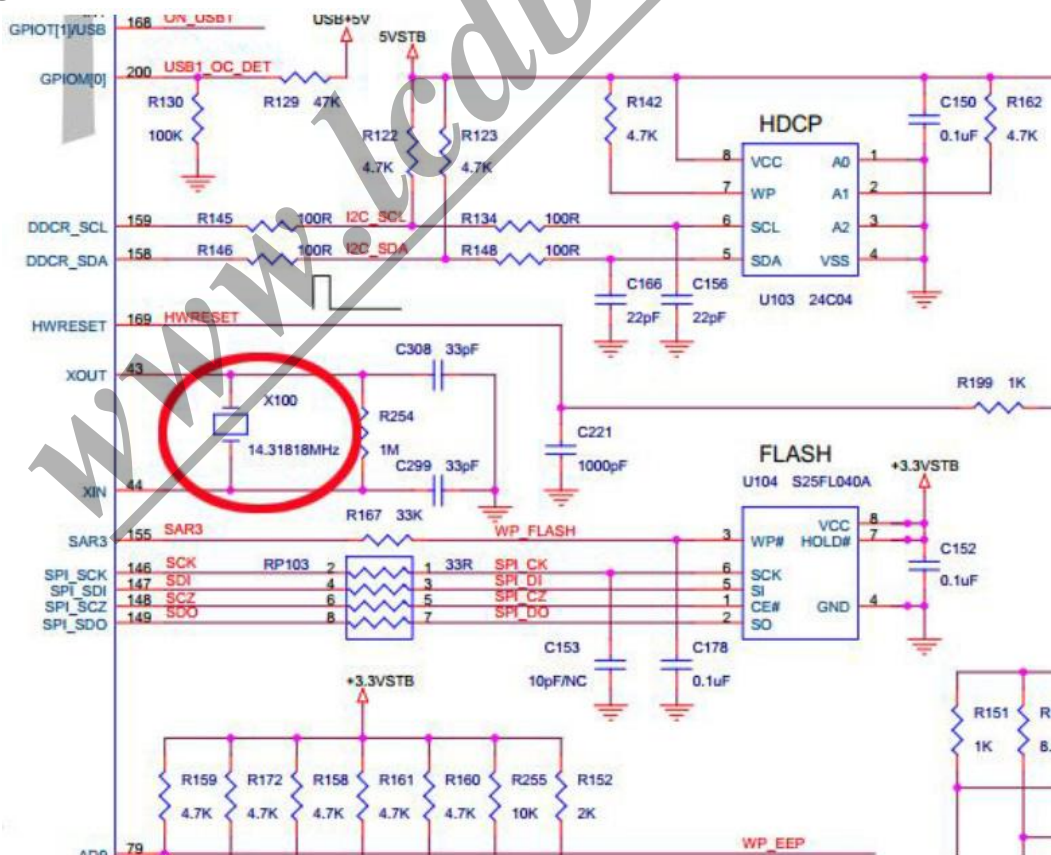 GPIOT[1]/USB 168 ON_USB1
USB+5V
5VSTB
GPIOM[0] 200 USB1_OC_DET
R130 100K
R129 47K
R122 4.7K
R123 4.7K
R142 4.7K
HDCP
C150 0.1uF
R162 4.7K
8 VCC A0 1
7 WP A1 2
6 SCL A2 3
5 SDA VSS 4
U103 24C04
DDCR_SCL 159 R145 100R I2C_SCL R134 100R
DDCR_SDA 158 R146 100R I2C_SDA R148 100R
C166 22pF
C156 22pF
HWRESET 169 HWRESET
XOUT 43
C308 33pF
X100
14.31818MHz
R254 1M
C299 33pF
XIN 44
C221 1000pF
R199 1K
FLASH
U104 S25FL040A
+3.3VSTB
R167 33K
SAR3 155 SAR3 WP_FLASH 3 WP#
VCC 8
HOLD# 7
SPI_SCK 146 SCK RP103 2 1 33R SPI_CK 6 SCK
SPI_SDI 147 SDI 4 3 SPI_DI 5 SI
SPI_SCZ 148 SCZ 6 5 SPI_CZ 1 CE# GND 4
SPI_SDO 149 SDO 8 7 SPI_DO 2 SO
C152 0.1uF
C153 10pF/NC
C178 0.1uF
+3.3VSTB
R159 4.7K
R172 4.7K
R158 4.7K
R161 4.7K
R160 4.7K
R255 10K
R152 2K
R151 1K
79
WP_EEP
www.lcdb